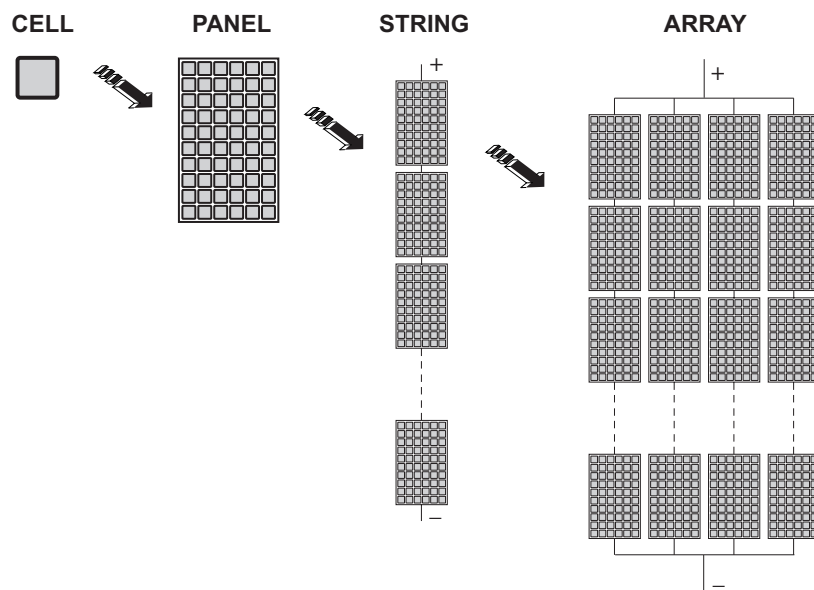 CELL PANEL STRING ARRAY
+ +
− −